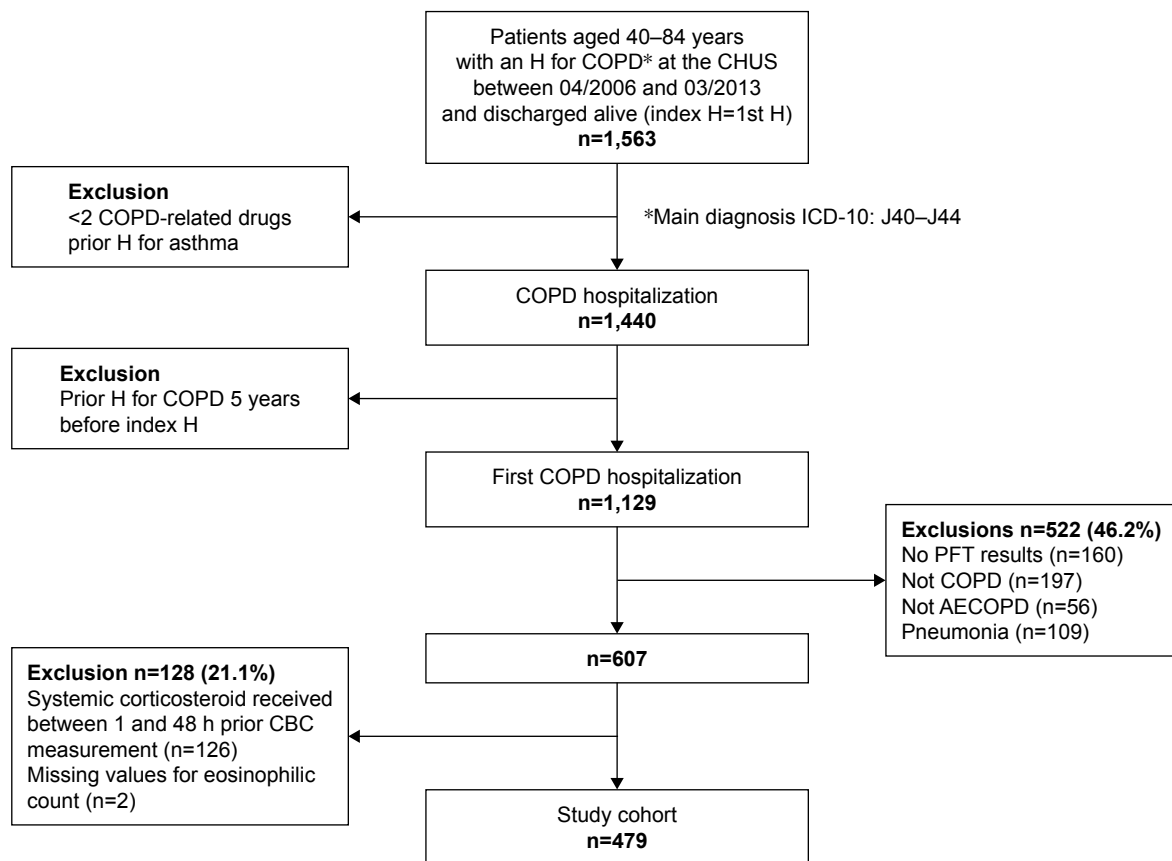 Patients aged 40–84 years
with an H for COPD* at the CHUS
between 04/2006 and 03/2013
and discharged alive (index H=1st H)
n=1,563
Exclusion
<2 COPD-related drugs
prior H for asthma
*Main diagnosis ICD-10: J40–J44
COPD hospitalization
n=1,440
Exclusion
Prior H for COPD 5 years
before index H
First COPD hospitalization
n=1,129
Exclusions n=522 (46.2%)
No PFT results (n=160)
Not COPD (n=197)
Not AECOPD (n=56)
Pneumonia (n=109)
n=607
Exclusion n=128 (21.1%)
Systemic corticosteroid received
between 1 and 48 h prior CBC
measurement (n=126)
Missing values for eosinophilic
count (n=2)
Study cohort
n=479